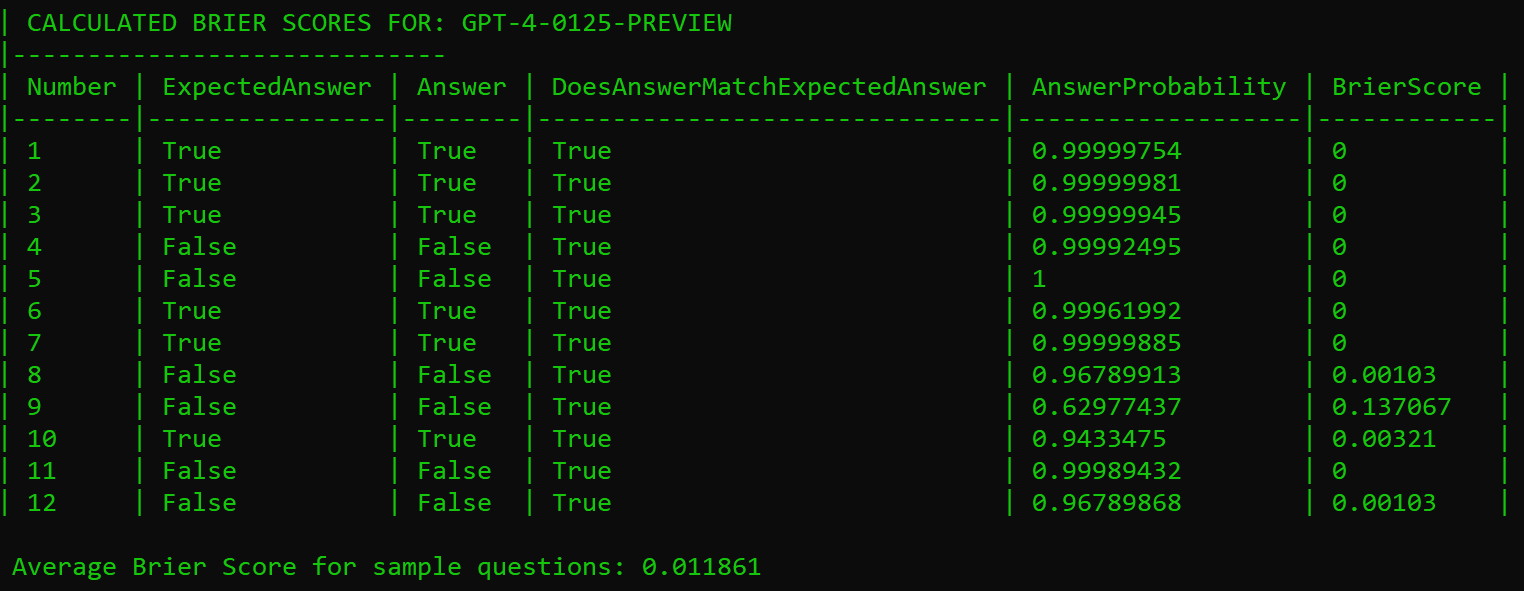 | CALCULATED BRIER SCORES FOR: GPT-4-0125-PREVIEW
|-----------------------------
| Number | ExpectedAnswer | Answer | DoesAnswerMatchExpectedAnswer | AnswerProbability | BrierScore |
|--------|----------------|--------|-------------------------------|-------------------|------------|
| 1      | True           | True   | True                          | 0.99999754        | 0          |
| 2      | True           | True   | True                          | 0.99999981        | 0          |
| 3      | True           | True   | True                          | 0.99999945        | 0          |
| 4      | False          | False  | True                          | 0.99992495        | 0          |
| 5      | False          | False  | True                          | 1                 | 0          |
| 6      | True           | True   | True                          | 0.99961992        | 0          |
| 7      | True           | True   | True                          | 0.99999885        | 0          |
| 8      | False          | False  | True                          | 0.96789913        | 0.00103    |
| 9      | False          | False  | True                          | 0.62977437        | 0.137067   |
| 10     | True           | True   | True                          | 0.9433475         | 0.00321    |
| 11     | False          | False  | True                          | 0.99989432        | 0          |
| 12     | False          | False  | True                          | 0.96789868        | 0.00103    |
Average Brier Score for sample questions: 0.011861